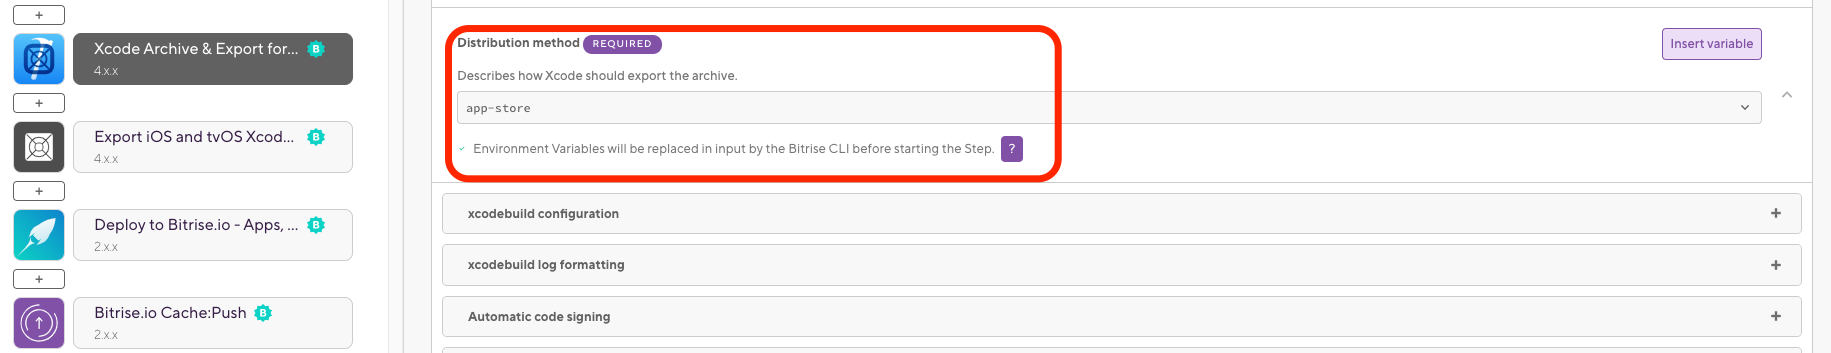 +
Xcode Archive & Export for... B
4.x.x
+
Export iOS and tvOS Xcod... B
4.x.x
+
Deploy to Bitrise.io - Apps, ... B
2.x.x
+
Bitrise.io Cache:Push B
2.x.x
Distribution method REQUIRED
Insert variable
Describes how Xcode should export the archive.
app-store
Environment Variables will be replaced in input by the Bitrise CLI before starting the Step. ?
xcodebuild configuration +
xcodebuild log formatting +
Automatic code signing +